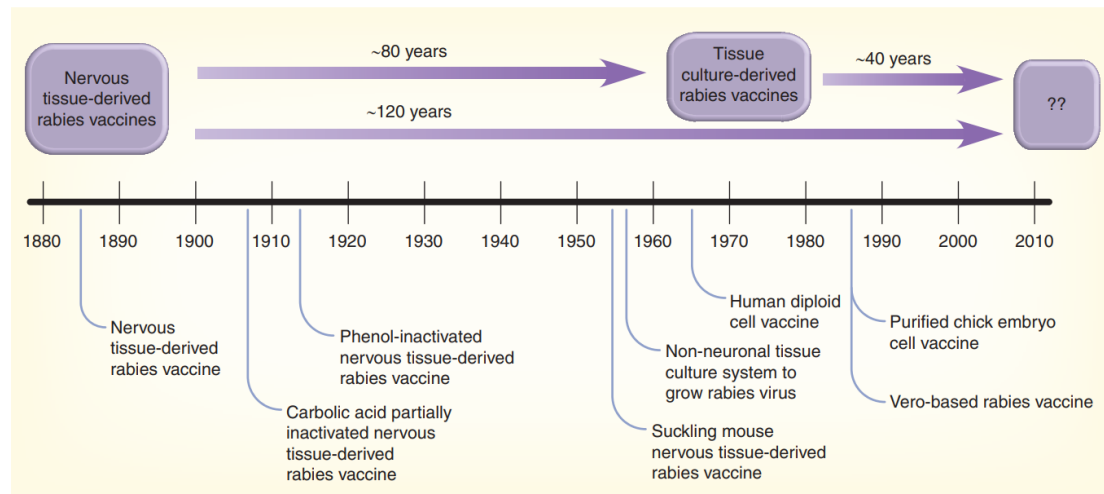 Nervous
tissue-derived
rabies vaccines
~80 years
~120 years
Tissue
culture-derived
rabies vaccines
~40 years
??
1880 1890 1900 1910 1920 1930 1940 1950 1960 1970 1980 1990 2000 2010
Nervous
tissue-derived
rabies vaccine
Carbolic acid partially
inactivated nervous
tissue-derived
rabies vaccine
Phenol-inactivated
nervous tissue-derived
rabies vaccine
Suckling mouse
nervous tissue-derived
rabies vaccine
Non-neuronal tissue
culture system to
grow rabies virus
Human diploid
cell vaccine
Purified chick embryo
cell vaccine
Vero-based rabies vaccine